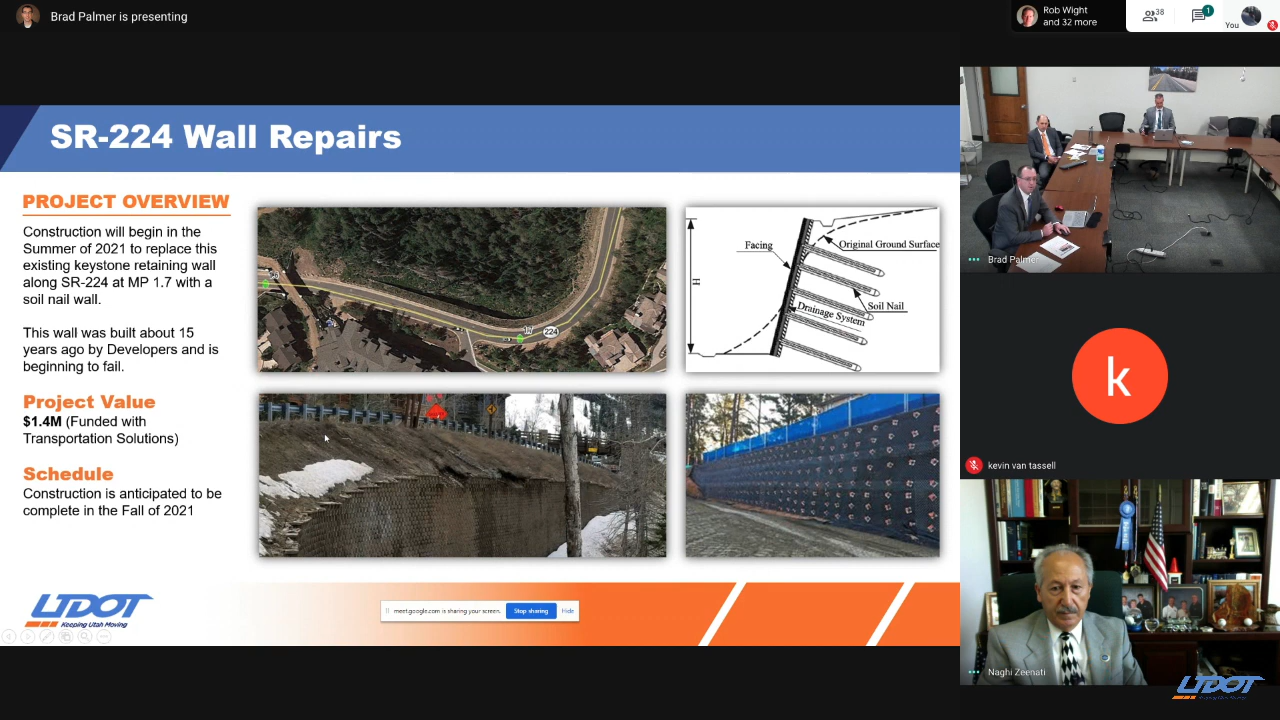 Brad Palmer is presenting
Rob Wight
and 32 more
38
1
You
SR-224 Wall Repairs
PROJECT OVERVIEW
Construction will begin in the
Summer of 2021 to replace this
existing keystone retaining wall
along SR-224 at MP 1.7 with a
soil nail wall.
This wall was built about 15
years ago by Developers and is
beginning to fail.
Project Value
$1.4M (Funded with
Transportation Solutions)
Schedule
Construction is anticipated to be
complete in the Fall of 2021
224
Facing
Original Ground Surface
H
Soil Nail
Drainage System
UDOT
Keeping Utah Moving
meet.google.com is sharing your screen.
Stop sharing
Hide
Brad Palmer
k
kevin van tassell
Naghi Zeenati
UDOT